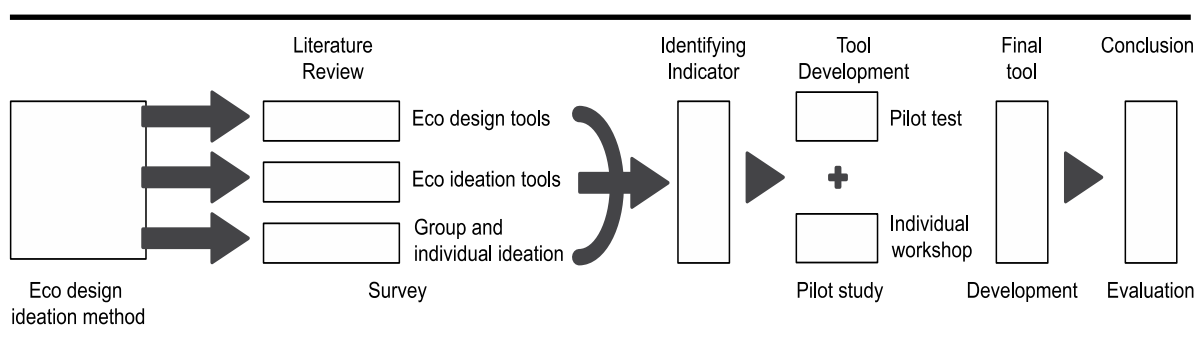 Literature
Review
Identifying
Indicator
Tool
Development
Final
tool
Conclusion
Eco design tools
Eco ideation tools
Group and
individual ideation
Pilot test
Individual
workshop
Eco design
ideation method
Survey
Pilot study
Development
Evaluation